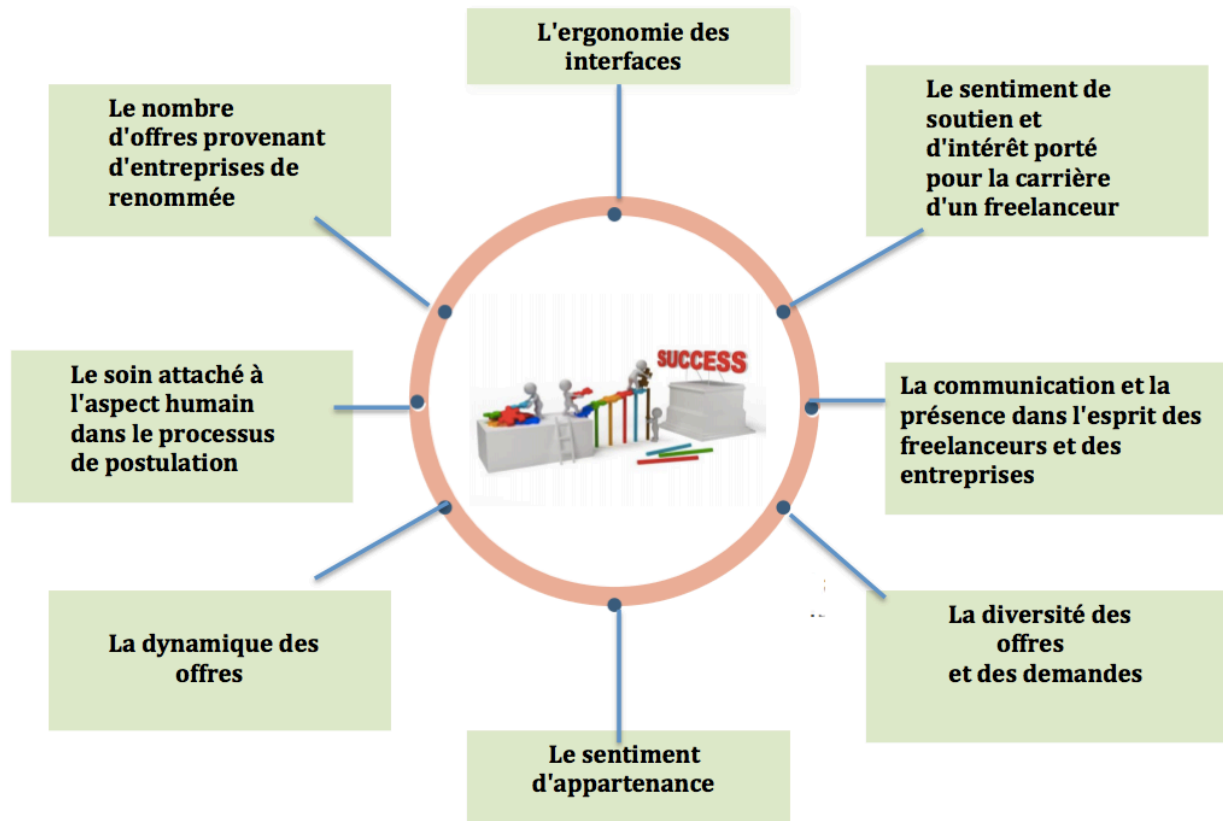 L'ergonomie des
interfaces
Le nombre
d'offres provenant
d'entreprises de
renommée
Le sentiment de
soutien et
d'intérêt porté
pour la carrière
d'un freelanceur
SUCCESS
Le soin attaché à
l'aspect humain
dans le processus
de postulation
La communication et la
présence dans l'esprit des
freelanceurs et des
entreprises
La dynamique des
offres
La diversité des
offres
et des demandes
Le sentiment
d'appartenance